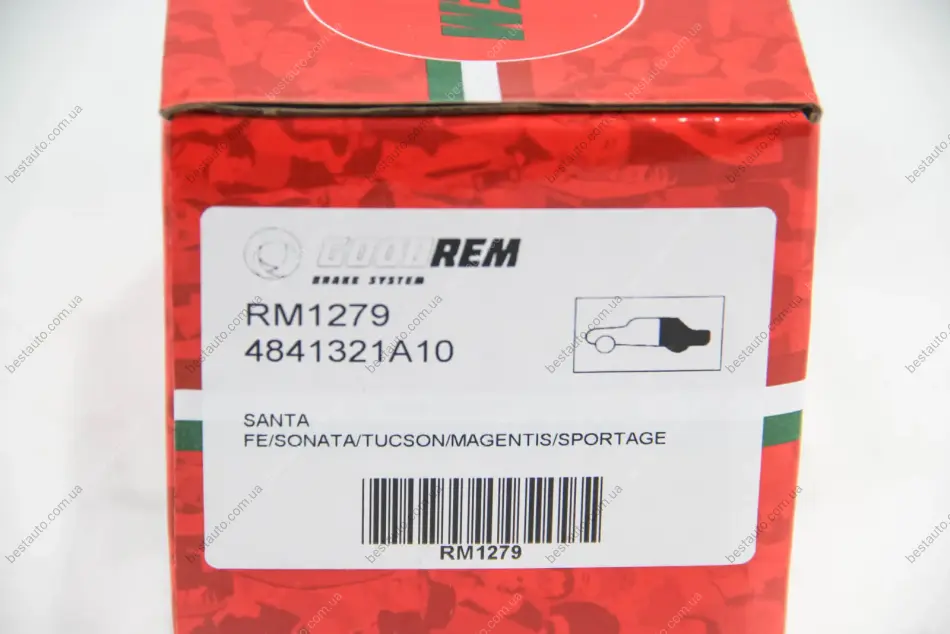 GOODREM
BRAKE SYSTEM
RM1279
4841321A10
SANTA
FE/SONATA/TUCSON/MAGENTIS/SPORTAGE
RM1279
bestauto.com.ua